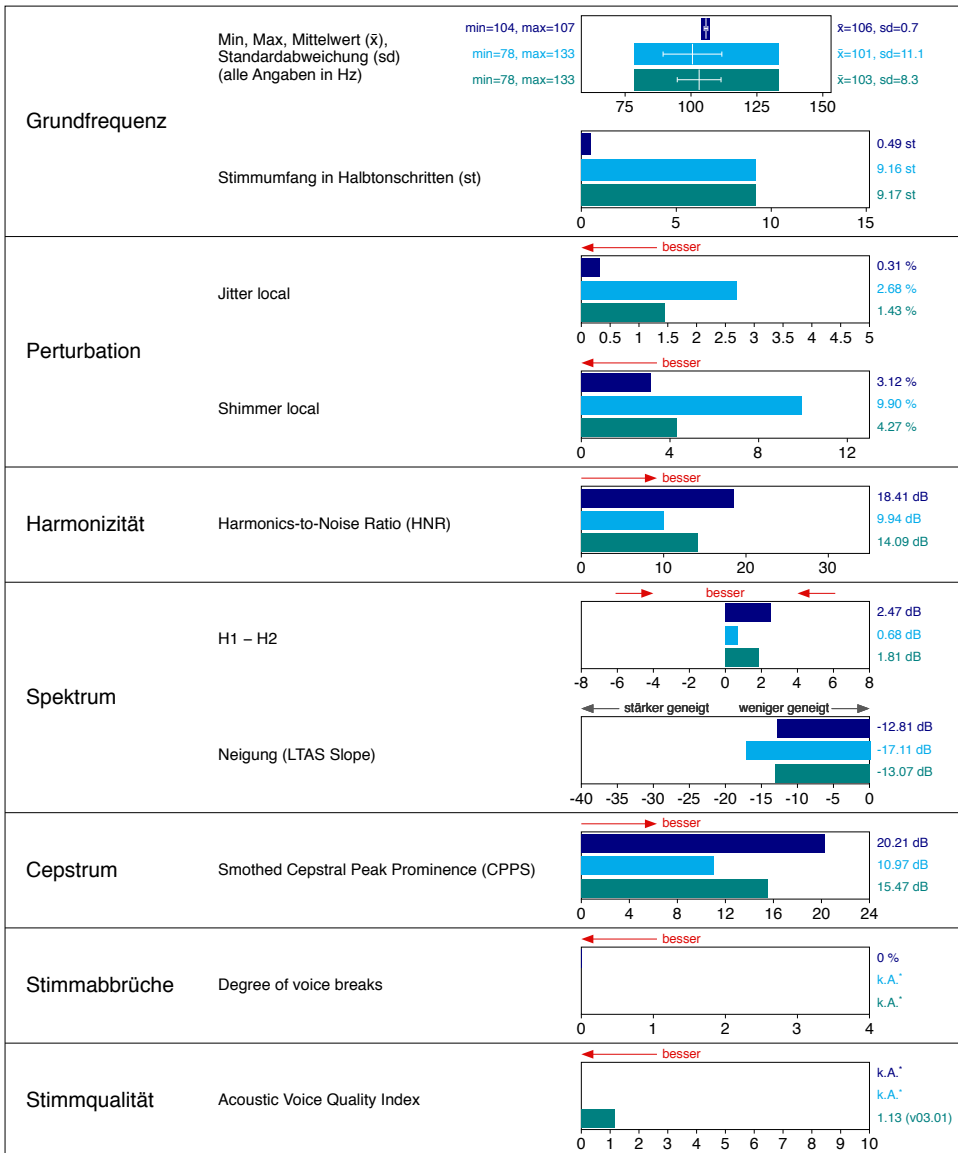 min=104, max=107
x̄=106, sd=0.7
Min, Max, Mittelwert (x̄),
Standardabweichung (sd)
(alle Angaben in Hz)
min=78, max=133
x̄=101, sd=11.1
min=78, max=133
x̄=103, sd=8.3
75 100 125 150
Grundfrequenz
Stimmumfang in Halbtonschritten (st)
0.49 st
9.16 st
9.17 st
0 5 10 15
besser
Jitter local
0.31 %
2.68 %
1.43 %
0 0.5 1 1.5 2 2.5 3 3.5 4 4.5 5
Perturbation
besser
Shimmer local
3.12 %
9.90 %
4.27 %
0 4 8 12
besser
Harmonizität
Harmonics-to-Noise Ratio (HNR)
18.41 dB
9.94 dB
14.09 dB
0 10 20 30
besser
H1 – H2
2.47 dB
0.68 dB
1.81 dB
-8 -6 -4 -2 0 2 4 6 8
Spektrum
stärker geneigt weniger geneigt
Neigung (LTAS Slope)
-12.81 dB
-17.11 dB
-13.07 dB
-40 -35 -30 -25 -20 -15 -10 -5 0
besser
Cepstrum
Smothed Cepstral Peak Prominence (CPPS)
20.21 dB
10.97 dB
15.47 dB
0 4 8 12 16 20 24
besser
Stimmabbrüche
Degree of voice breaks
0 %
k.A.*
k.A.*
0 1 2 3 4
besser
Stimmqualität
Acoustic Voice Quality Index
k.A.*
k.A.*
1.13 (v03.01)
0 1 2 3 4 5 6 7 8 9 10